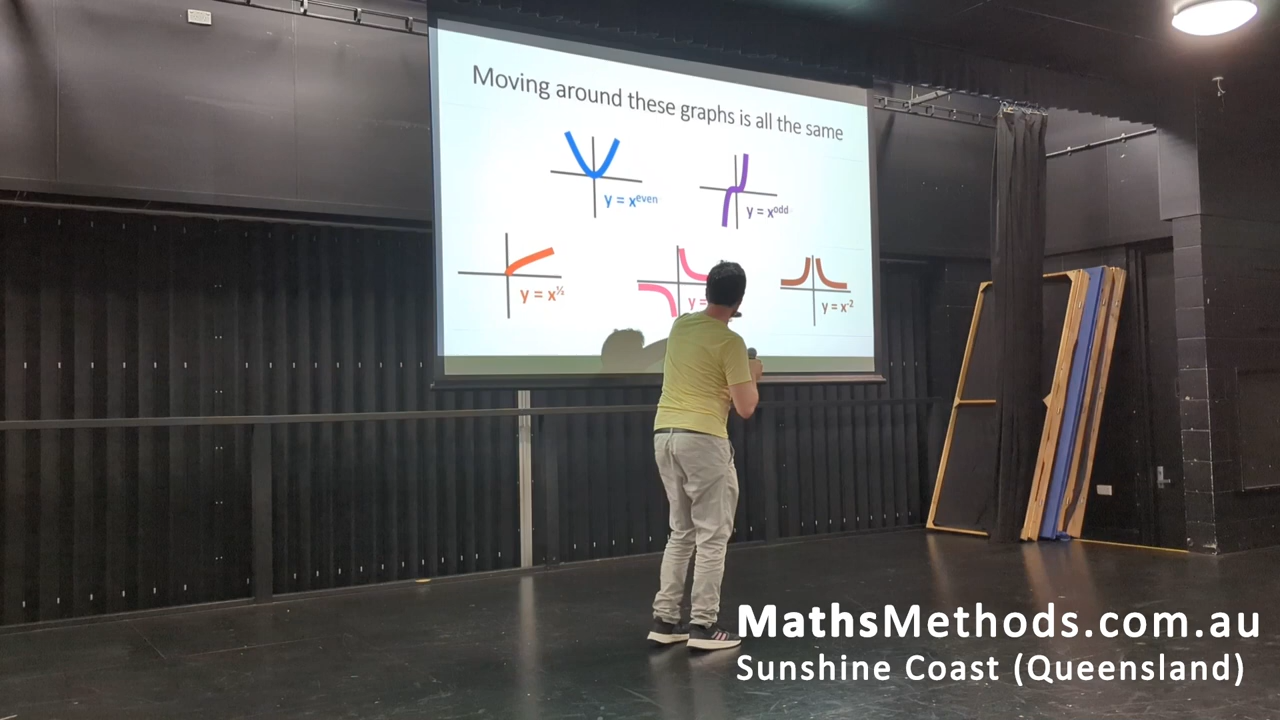 Moving around these graphs is all the same
y = x^even
y = x^odd
y = x^½
y =
y = x^-2
MathsMethods.com.au
Sunshine Coast (Queensland)